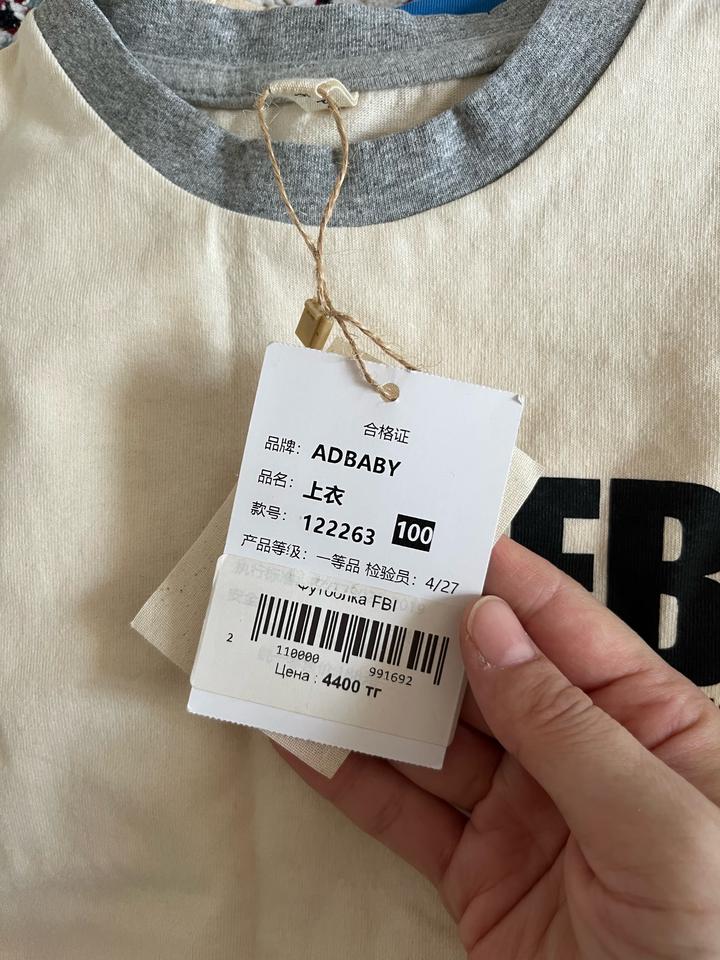 合格证
品牌: ADBABY
品名: 上衣
款号: 122263 100
产品等级: 一等品 检验员: 4/27
футболка FBI
2 110000 991692
Цена : 4400 тг
FB